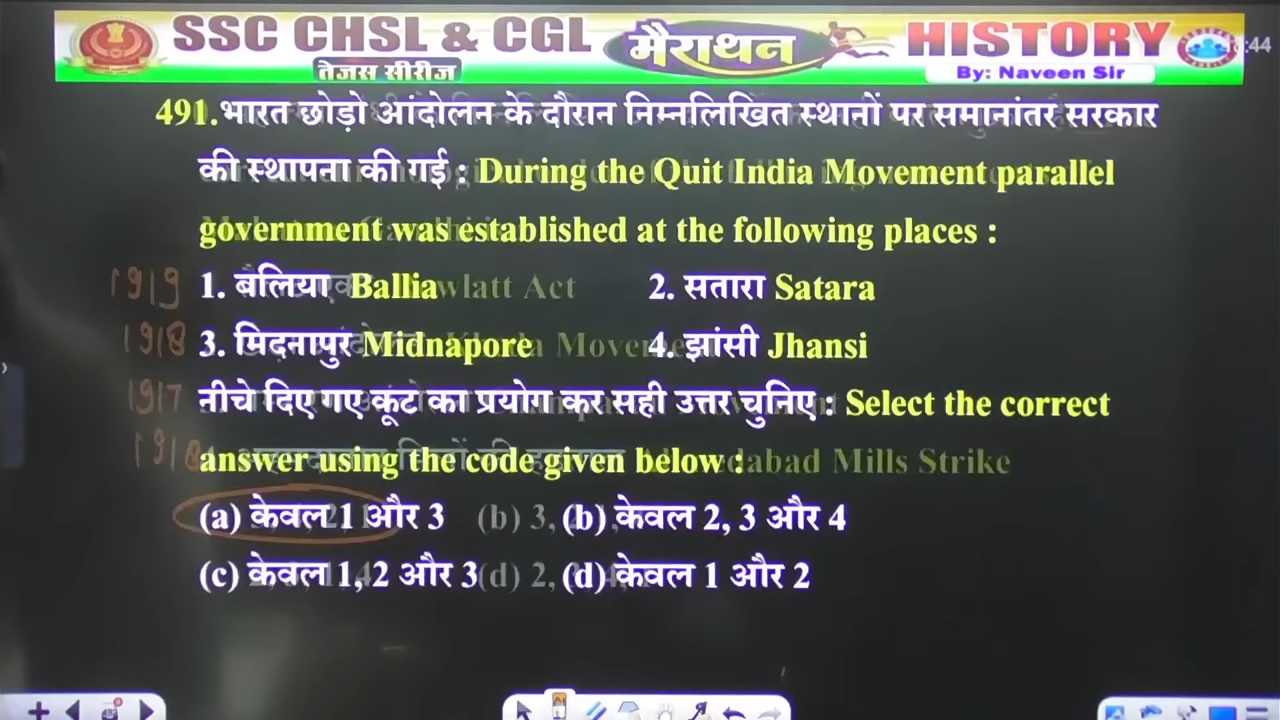 SSC CHSL & CGL मैराथन HISTORY
तेजस सीरीज By: Naveen Sir
:44
491.भारत छोड़ो आंदोलन के दौरान निम्नलिखित स्थानों पर समानांतर सरकार
की स्थापना की गई : During the Quit India Movement parallel
government was established at the following places :
1919 1. बलिया Ballia wlatt Act 2. सतारा Satara
1918 3. मिदनापुर Midnapore 4. झांसी Jhansi
1917 नीचे दिए गए कूट का प्रयोग कर सही उत्तर चुनिए : Select the correct
1918 answer using the code given below : abad Mills Strike
(a) केवल 1 और 3 (b) 3, (b) केवल 2, 3 और 4
(c) केवल 1,2 और 3 (d) 2, (d) केवल 1 और 2